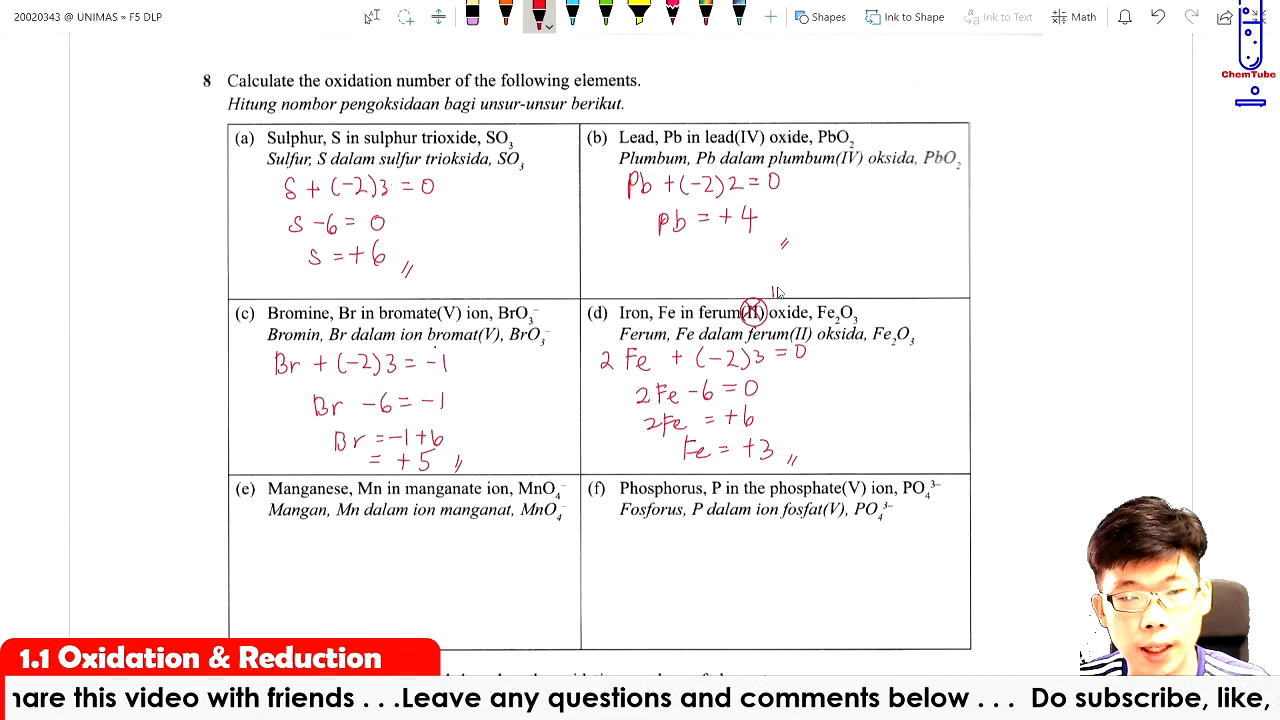 20020343 @ UNIMAS » F5 DLP
Shapes
Ink to Shape
Ink to Text
Math
ChemTube
8 Calculate the oxidation number of the following elements.
Hitung nombor pengoksidaan bagi unsur-unsur berikut.
(a) Sulphur, S in sulphur trioxide, SO₃
Sulfur, S dalam sulfur trioksida, SO₃
S + (-2)3 = 0
S - 6 = 0
S = +6 //
(b) Lead, Pb in lead(IV) oxide, PbO₂
Plumbum, Pb dalam plumbum(IV) oksida, PbO₂
Pb + (-2)2 = 0
Pb = +4 //
(c) Bromine, Br in bromate(V) ion, BrO₃⁻
Bromin, Br dalam ion bromat(V), BrO₃⁻
Br + (-2)3 = -1
Br - 6 = -1
Br = -1+6
= +5 //
(d) Iron, Fe in ferum(II) oxide, Fe₂O₃
Ferum, Fe dalam ferum(II) oksida, Fe₂O₃
2 Fe + (-2)3 = 0
2Fe - 6 = 0
2Fe = +6
Fe = +3 //
(e) Manganese, Mn in manganate ion, MnO₄⁻
Mangan, Mn dalam ion manganat, MnO₄⁻
(f) Phosphorus, P in the phosphate(V) ion, PO₄³⁻
Fosforus, P dalam ion fosfat(V), PO₄³⁻
1.1 Oxidation & Reduction
hare this video with friends . . .Leave any questions and comments below . . . Do subscribe, like,